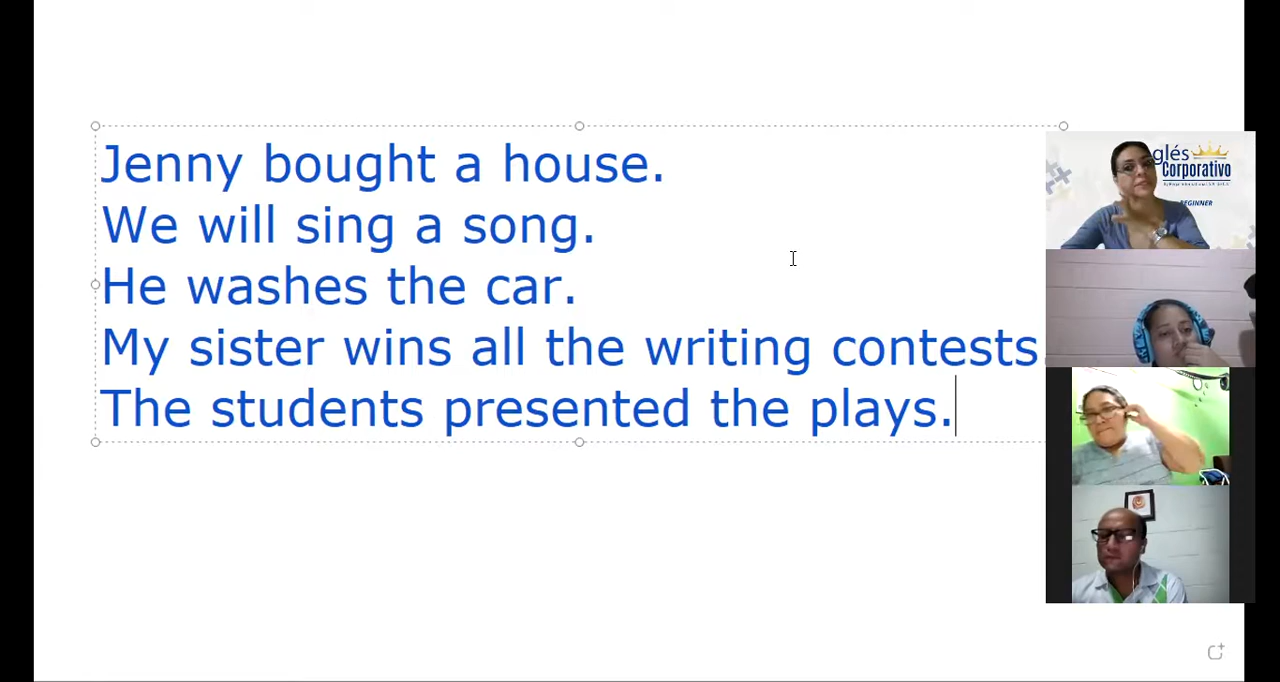 Jenny bought a house.
We will sing a song.
He washes the car.
My sister wins all the writing contests.
The students presented the plays.
glés
Corporativo
BEGINNER